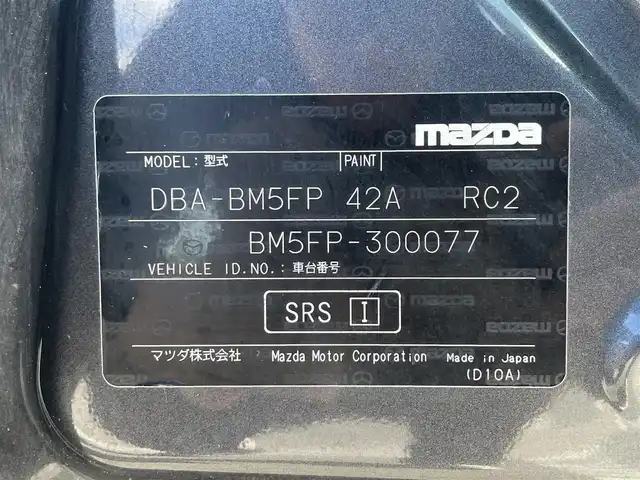 mazda
MODEL: 型式 PAINT
DBA-BM5FP 42A RC2
BM5FP-300077
VEHICLE ID.NO.: 車台番号
SRS I
マツダ株式会社 Mazda Motor Corporation Made in Japan
(D10A)